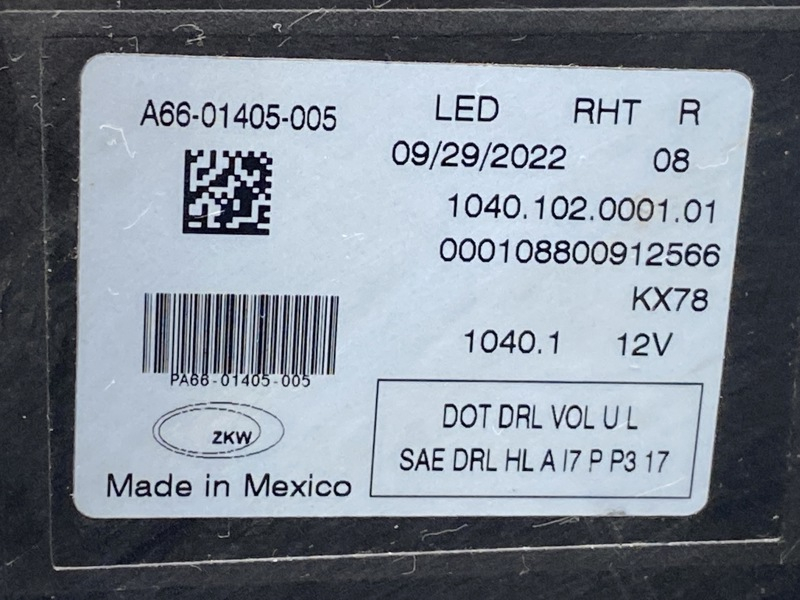 A66-01405-005
LED RHT R
09/29/2022 08
1040.102.0001.01
000108800912566
KX78
1040.1 12V
PA66-01405-005
ZKW
Made in Mexico
DOT DRL VOL U L
SAE DRL HL A I7 P P3 17